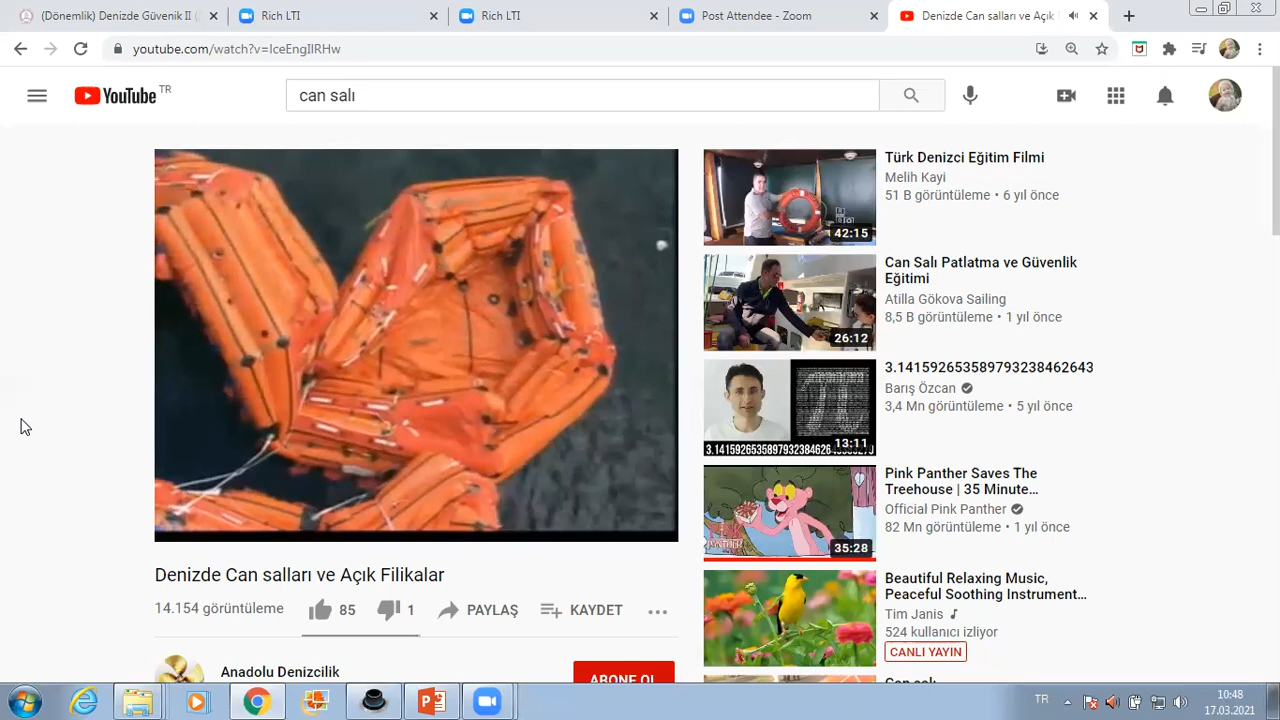 (Dönemlik) Denizde Güvenik II (
Rich LTI
Rich LTI
Post Attendee - Zoom
Denizde Can salları ve Açık
youtube.com/watch?v=IceEngIlRHw
YouTube TR
can salı
Türk Denizci Eğitim Filmi
Melih Kayi
51 B görüntüleme • 6 yıl önce
42:15
Can Salı Patlatma ve Güvenlik
Eğitimi
Atilla Gökova Sailing
8,5 B görüntüleme • 1 yıl önce
26:12
3.141592653589793238462643
Barış Özcan
3,4 Mn görüntüleme • 5 yıl önce
13:11
Pink Panther Saves The
Treehouse | 35 Minute…
Official Pink Panther
82 Mn görüntüleme • 1 yıl önce
35:28
Denizde Can salları ve Açık Filikalar
14.154 görüntüleme
85
1
PAYLAŞ
KAYDET
Beautiful Relaxing Music,
Peaceful Soothing Instrument…
Tim Janis
524 kullanıcı izliyor
CANLI YAYIN
Anadolu Denizcilik
ABONE OL
TR
10:48
17.03.2021